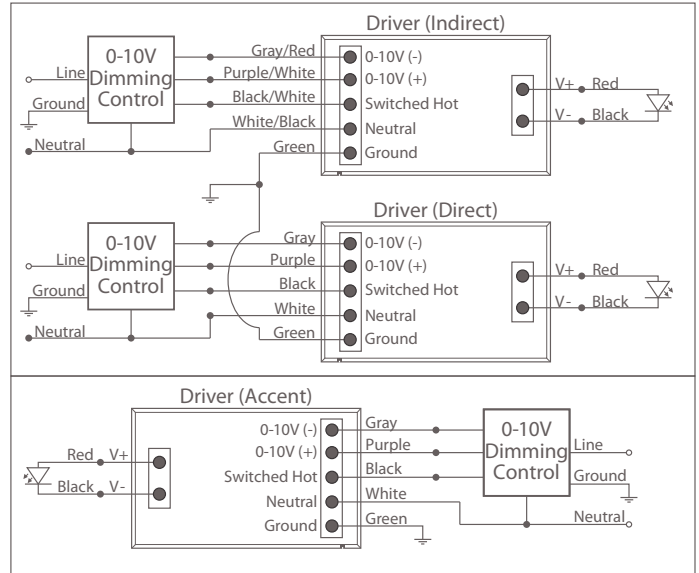 Driver (Indirect)
0-10V
Dimming
Control
Line
Ground
Neutral
Gray/Red
Purple/White
Black/White
White/Black
Green
0-10V (-)
0-10V (+)
Switched Hot
Neutral
Ground
V+ Red
V- Black
Driver (Direct)
0-10V
Dimming
Control
Line
Ground
Neutral
Gray
Purple
Black
White
Green
0-10V (-)
0-10V (+)
Switched Hot
Neutral
Ground
V+ Red
V- Black
Driver (Accent)
Red V+
Black V-
0-10V (-)
0-10V (+)
Switched Hot
Neutral
Ground
Gray
Purple
Black
White
Green
0-10V
Dimming
Control
Line
Ground
Neutral